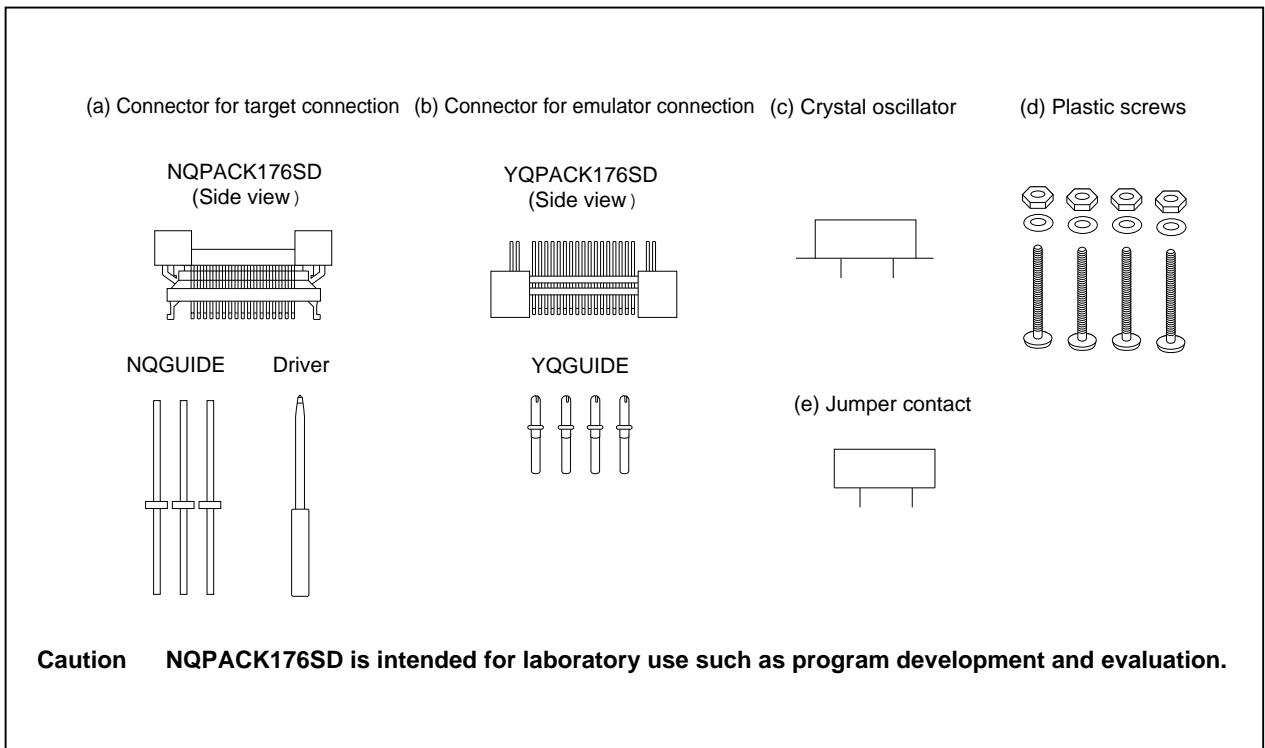 (a) Connector for target connection
(b) Connector for emulator connection
(c) Crystal oscillator
(d) Plastic screws
NQPACK176SD
(Side view)
YQPACK176SD
(Side view)
NQGUIDE
Driver
YQGUIDE
(e) Jumper contact
Caution NQPACK176SD is intended for laboratory use such as program development and evaluation.